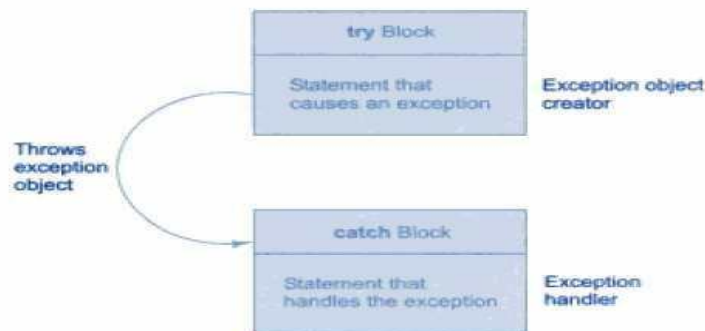 try Block
Statement that
causes an exception
Exception object
creator
Throws
exception
object
catch Block
Statement that
handles the exception
Exception
handler